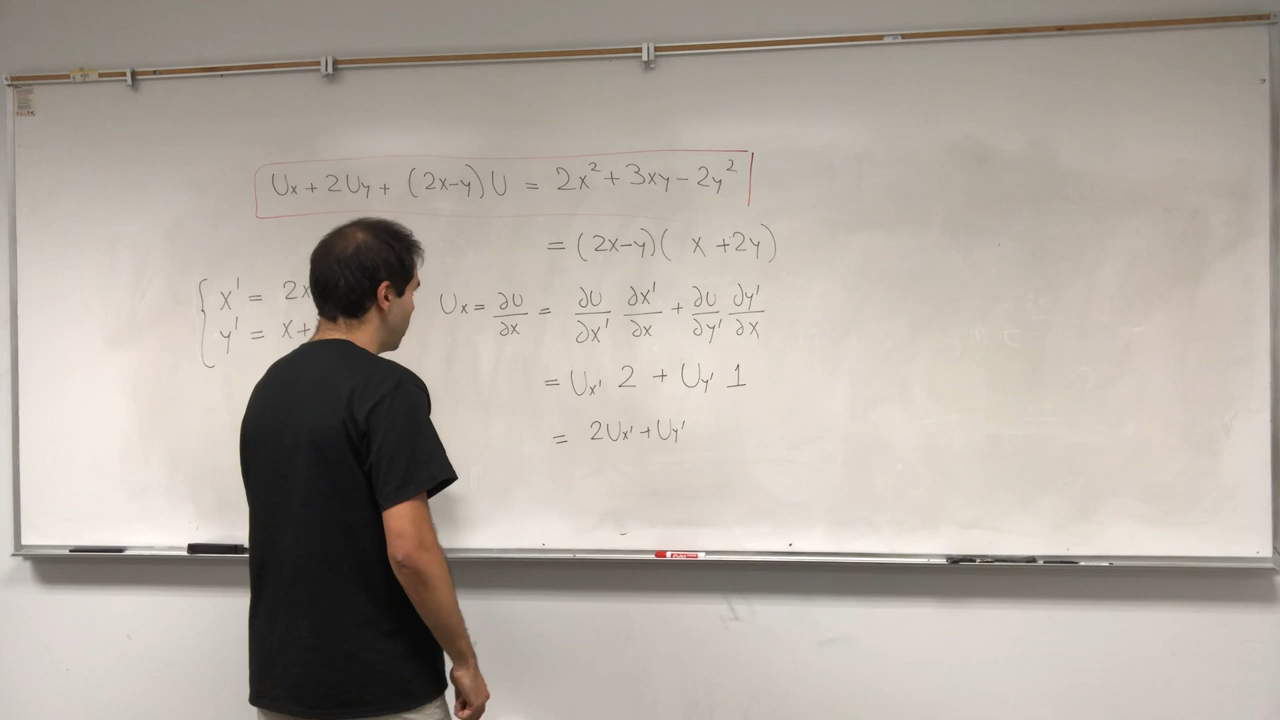 Ux + 2Uy + (2x-y)U = 2x² + 3xy - 2y²
= (2x-y)( x + 2y)
x' = 2x
y' = x+
Ux = ∂U/∂x = ∂U/∂x' ∂x'/∂x + ∂U/∂y' ∂y'/∂x
= Ux' 2 + Uy' 1
= 2Ux' + Uy'